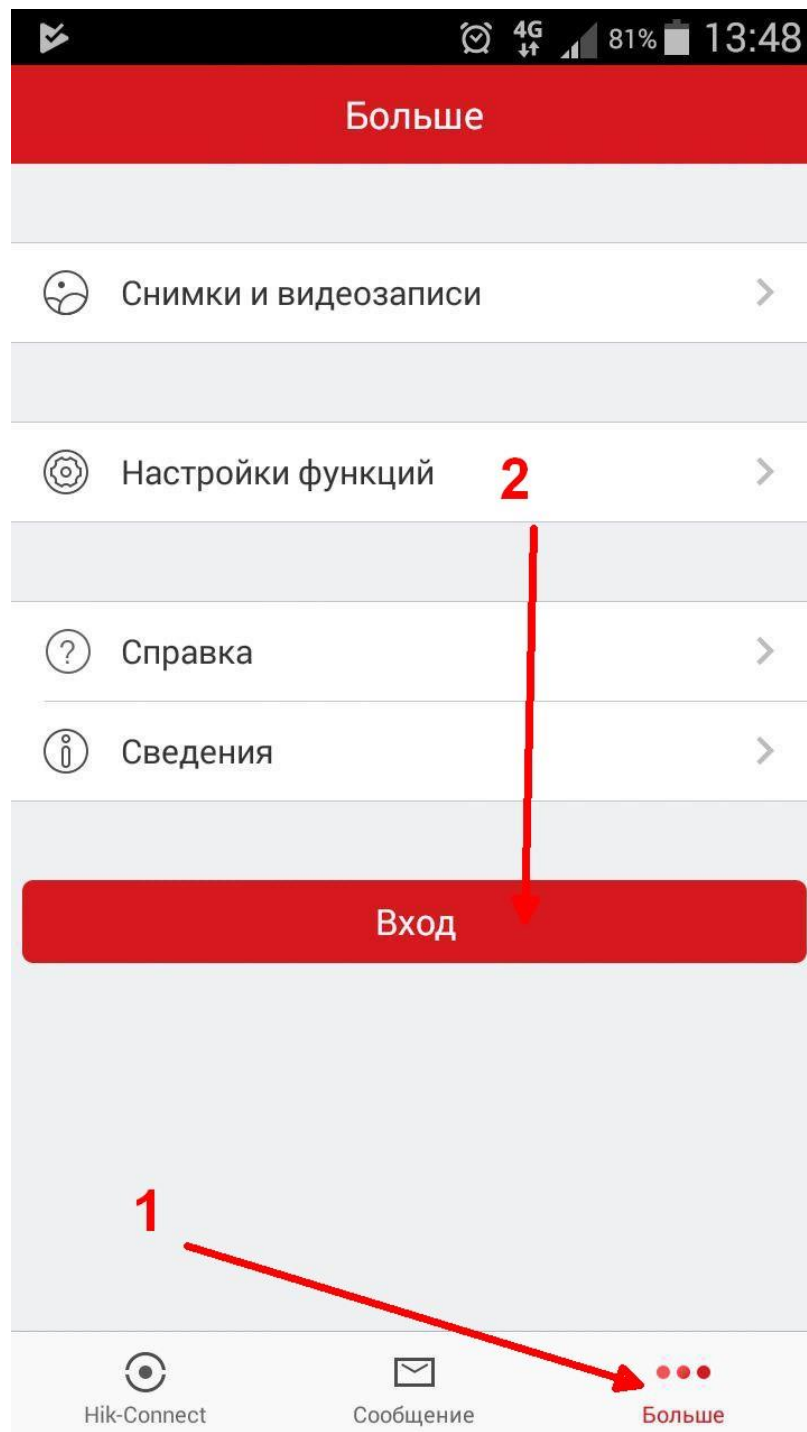 4G 81% 13:48
Больше
Снимки и видеозаписи
Настройки функций 2
Справка
Сведения
Вход
1
Hik-Connect Сообщение Больше